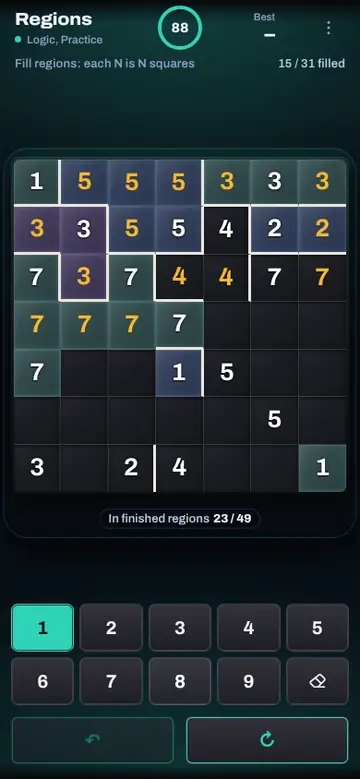 Regions
Logic, Practice
88
Best
–
Fill regions: each N is N squares
15 / 31 filled
1 5 5 5 3 3 3
3 3 5 5 4 2 2
7 3 7 4 4 7 7
7 7 7 7
7 1 5
5
3 2 4 1
In finished regions 23 / 49
1 2 3 4 5
6 7 8 9